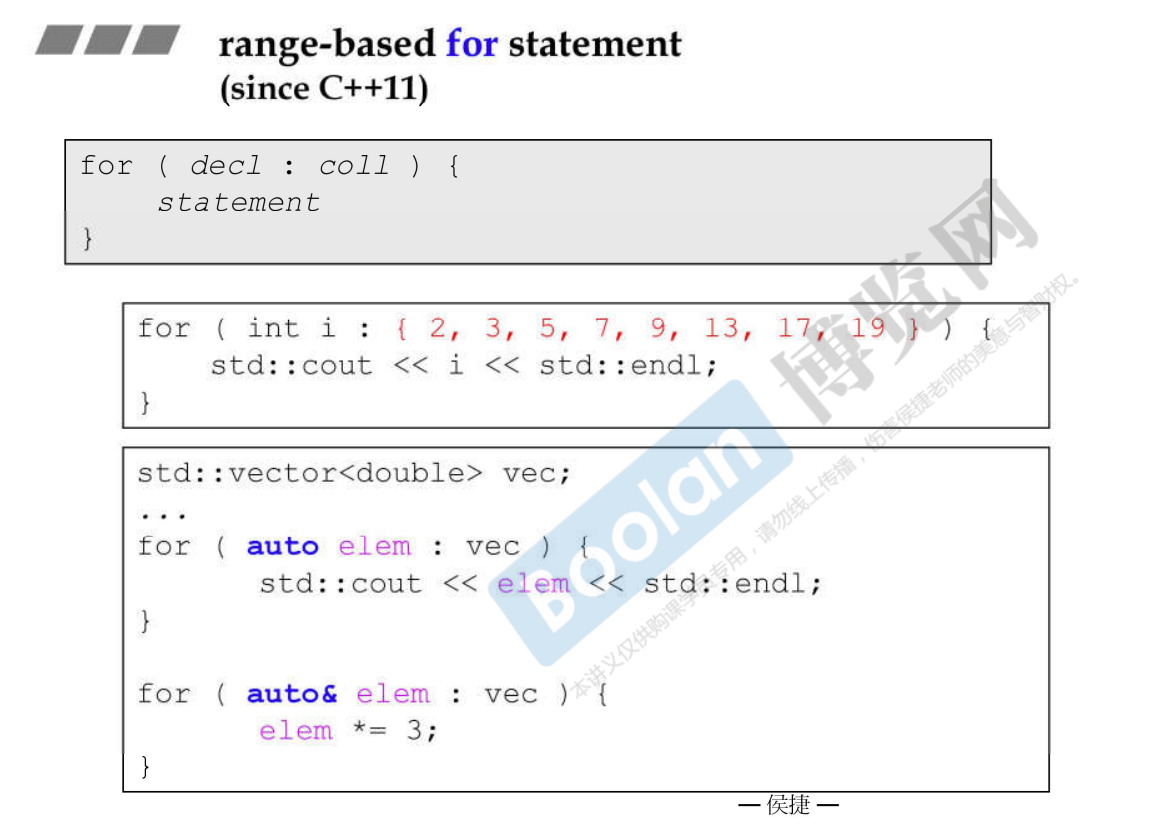 range-based for statement
(since C++11)
for ( decl : coll ) {
    statement
}
for ( int i : { 2, 3, 5, 7, 9, 13, 17, 19 } ) {
    std::cout << i << std::endl;
}
std::vector<double> vec;
...
for ( auto elem : vec ) {
    std::cout << elem << std::endl;
}
for ( auto& elem : vec ) {
    elem *= 3;
}
— 侯捷 —
Boolan 博览网
本讲义仅供购课学员专用，请勿线上传播，伤害侯捷老师的美意与智财权。